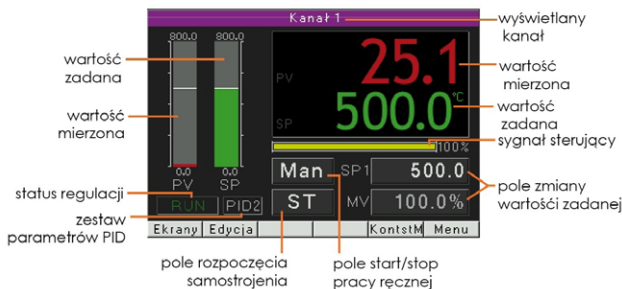 Kanał 1
wyświetlany
kanał
800.0
800.0
wartość
zadana
wartość
zadana
25.1
wartość
mierzona
PV
500.0
°C
wartość
zadana
SP
wartość
mierzona
sygnał sterujący
100%
0.0
0.0
PV
SP
Man
SP1
500.0
status regulacji
RUN
PID2
ST
MV
100.0%
pole zmiany
wartośći zadanej
zestaw
parametrów PID
Ekrany
Edycja
KontstM
Menu
pole rozpoczęcia
samostrojenia
pole start/stop
pracy ręcznej